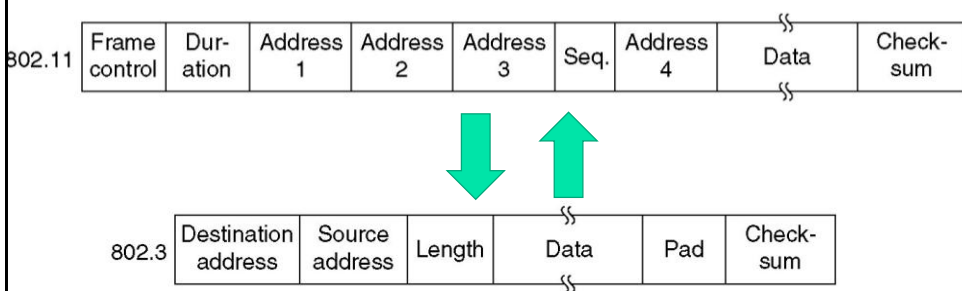 802.11
Frame
control
Dur-
ation
Address
1
Address
2
Address
3
Seq.
Address
4
Data
Check-
sum
802.3
Destination
address
Source
address
Length
Data
Pad
Check-
sum